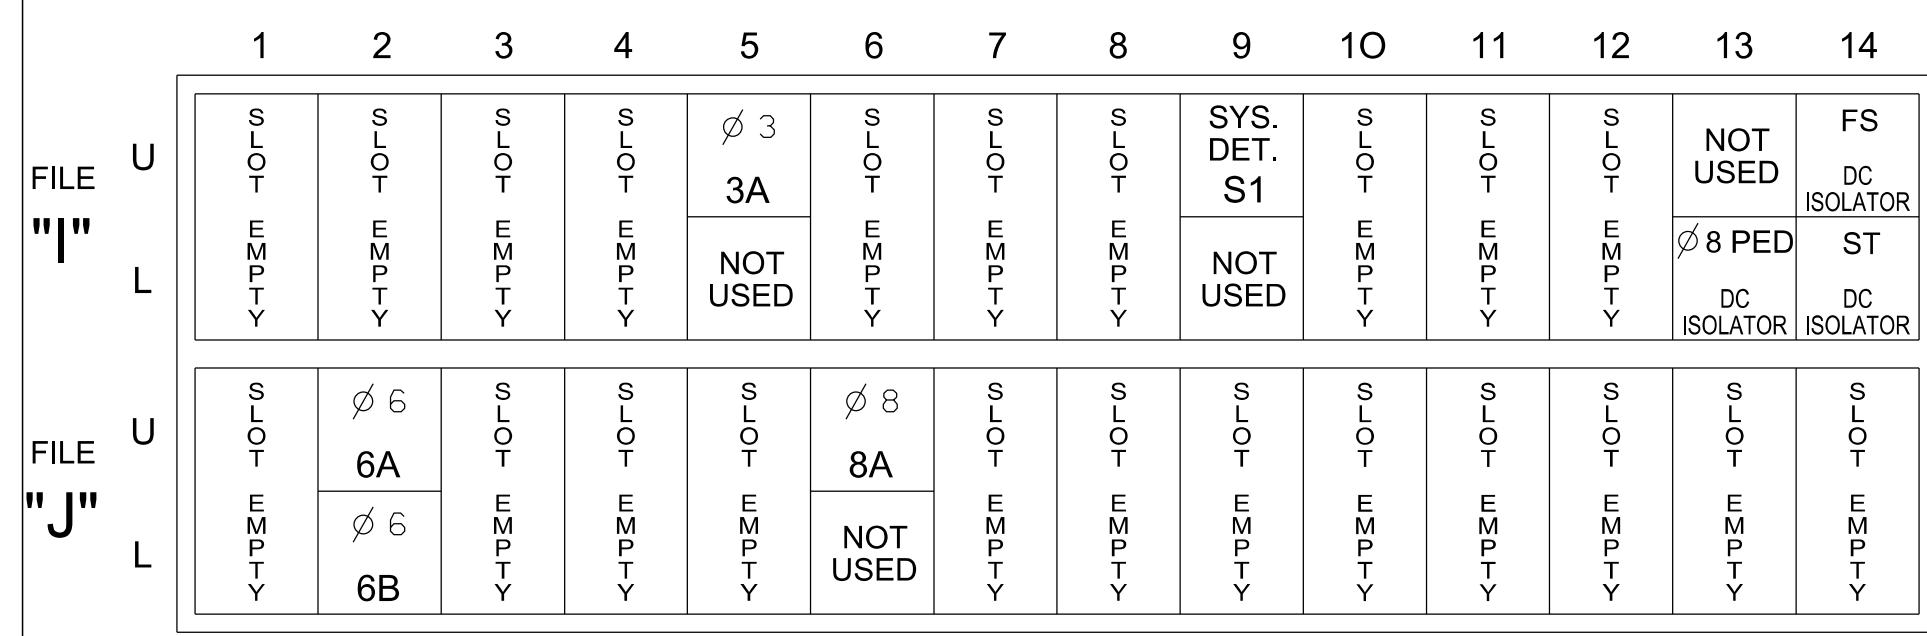 1 2 3 4 5 6 7 8 9 10 11 12 13 14
FILE "I"
U
L
SLOT EMPTY
SLOT EMPTY
SLOT EMPTY
SLOT EMPTY
Ø 3
3A
NOT
USED
SLOT EMPTY
SLOT EMPTY
SLOT EMPTY
SYS.
DET.
S1
NOT
USED
SLOT EMPTY
SLOT EMPTY
SLOT EMPTY
NOT
USED
Ø 8 PED
DC
ISOLATOR
FS
DC
ISOLATOR
ST
DC
ISOLATOR
FILE "J"
U
L
SLOT EMPTY
Ø 6
6A
Ø 6
6B
SLOT EMPTY
SLOT EMPTY
SLOT EMPTY
Ø 8
8A
NOT
USED
SLOT EMPTY
SLOT EMPTY
SLOT EMPTY
SLOT EMPTY
SLOT EMPTY
SLOT EMPTY
SLOT EMPTY
SLOT EMPTY